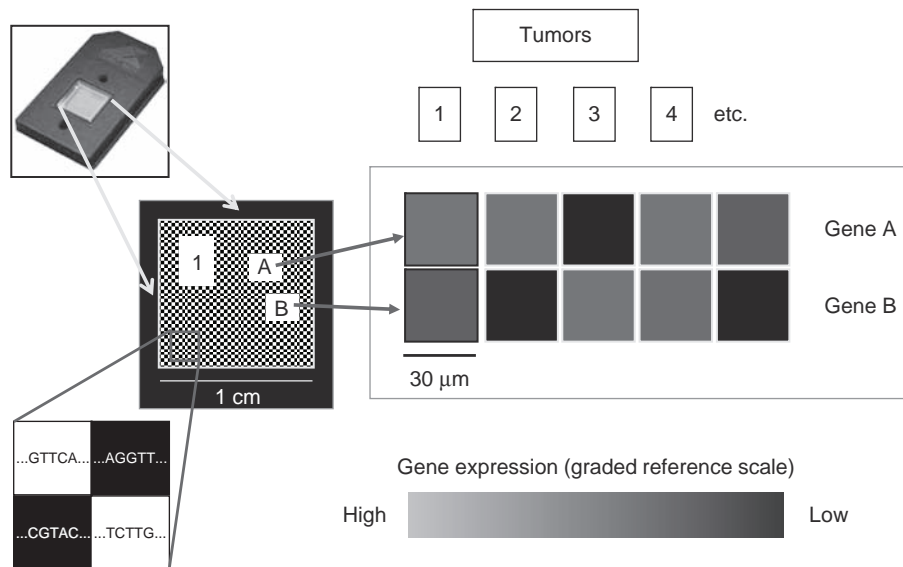 Tumors
1 2 3 4 etc.
1
A
B
Gene A
Gene B
30 μm
1 cm
...GTTCA... ...AGGTT...
...CGTAC... ...TCTTG...
Gene expression (graded reference scale)
High Low